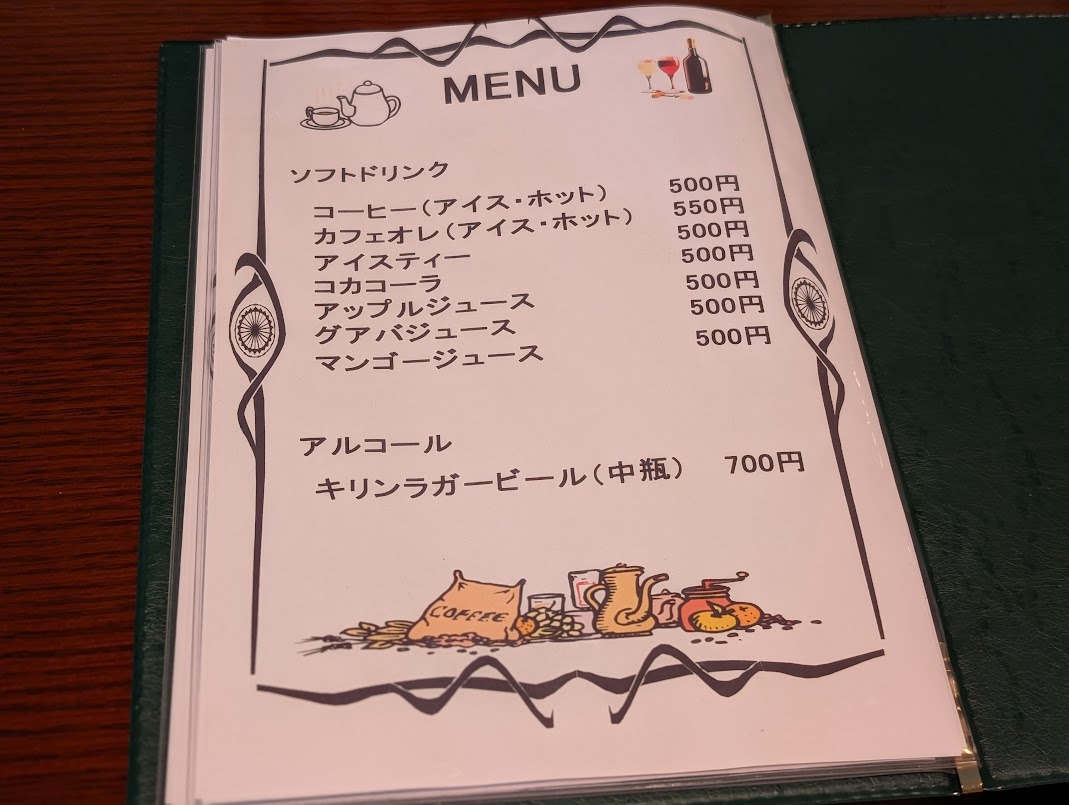 MENU
ソフトドリンク
コーヒー(アイス・ホット) 500円
カフェオレ(アイス・ホット) 550円
アイスティー 500円
コカコーラ 500円
アップルジュース 500円
グアバジュース 500円
マンゴージュース 500円
アルコール
キリンラガービール(中瓶) 700円
COFFEE